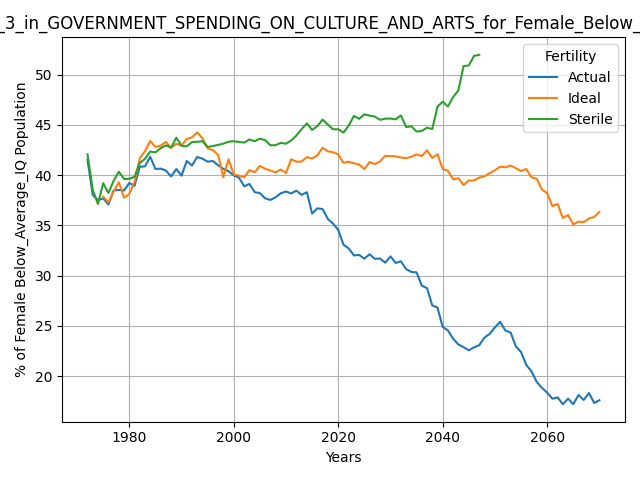 _3_in_GOVERNMENT_SPENDING_ON_CULTURE_AND_ARTS_for_Female_Below_
Fertility
Actual
Ideal
Sterile
% of Female Below_Average_IQ Population
50
45
40
35
30
25
20
1980 2000 2020 2040 2060
Years